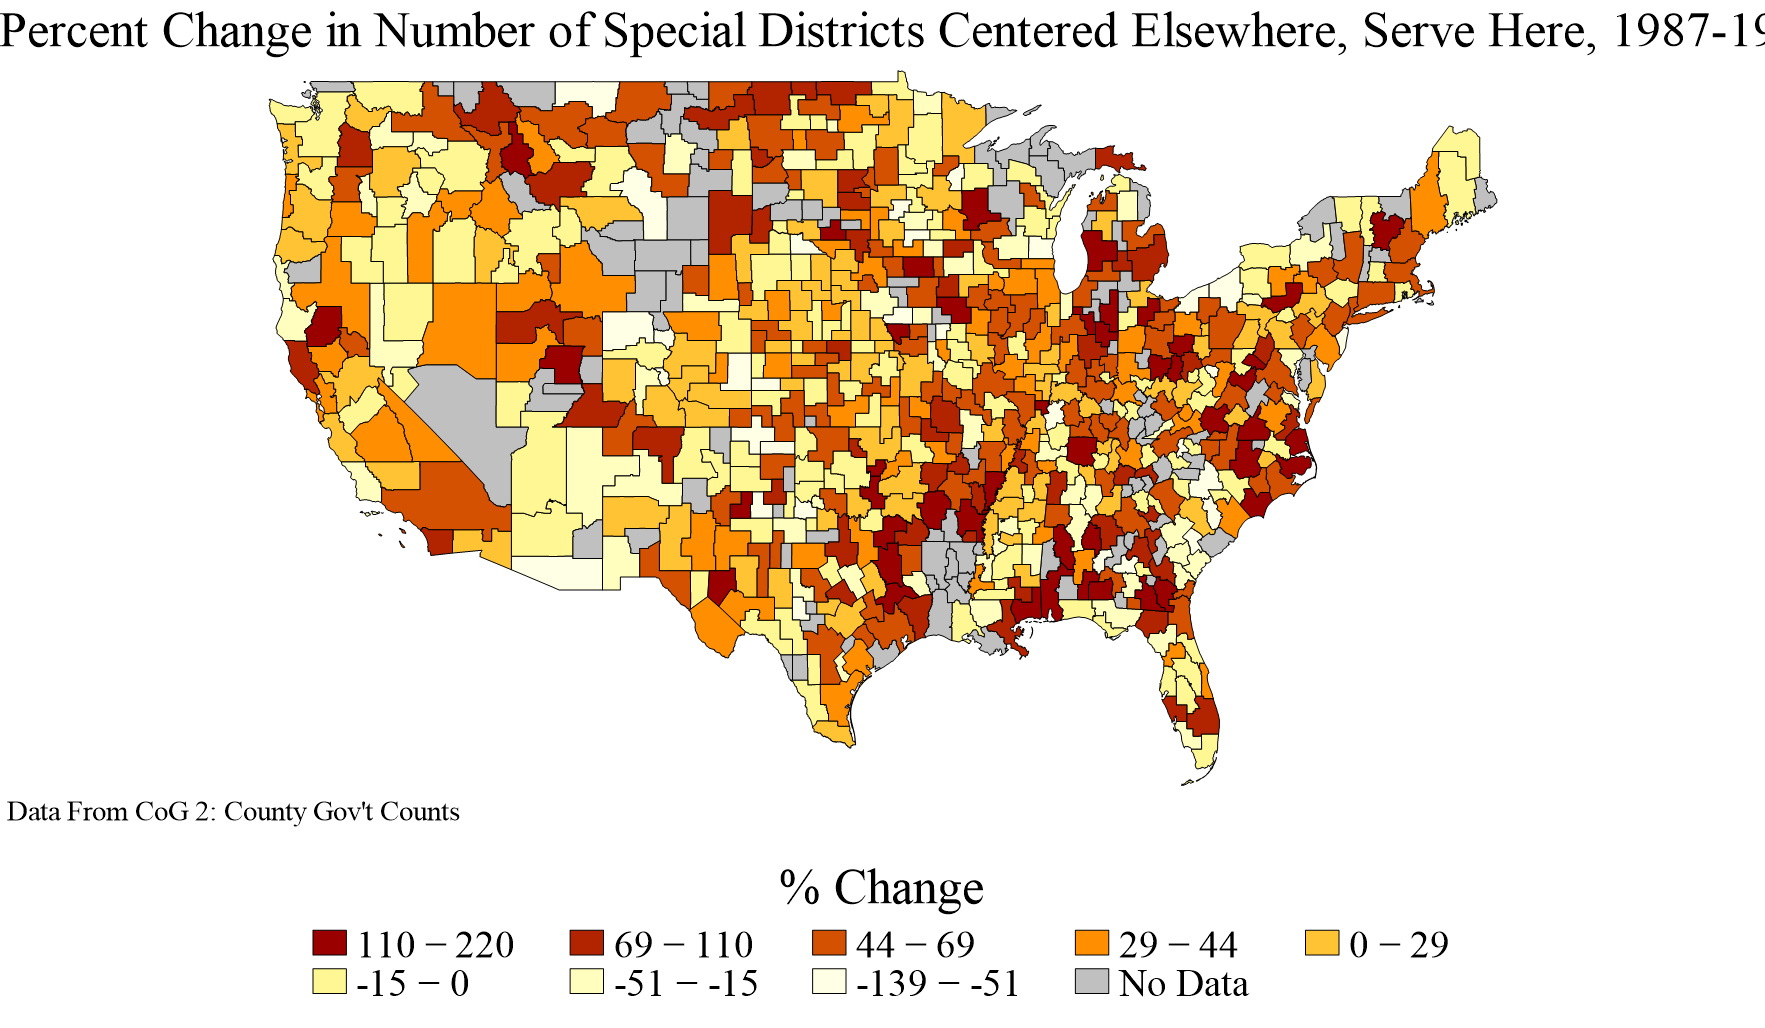 Percent Change in Number of Special Districts Centered Elsewhere, Serve Here, 1987-19
Data From CoG 2: County Gov't Counts
% Change
110 − 220 69 − 110 44 − 69 29 − 44 0 − 29
-15 − 0 -51 − -15 -139 − -51 No Data